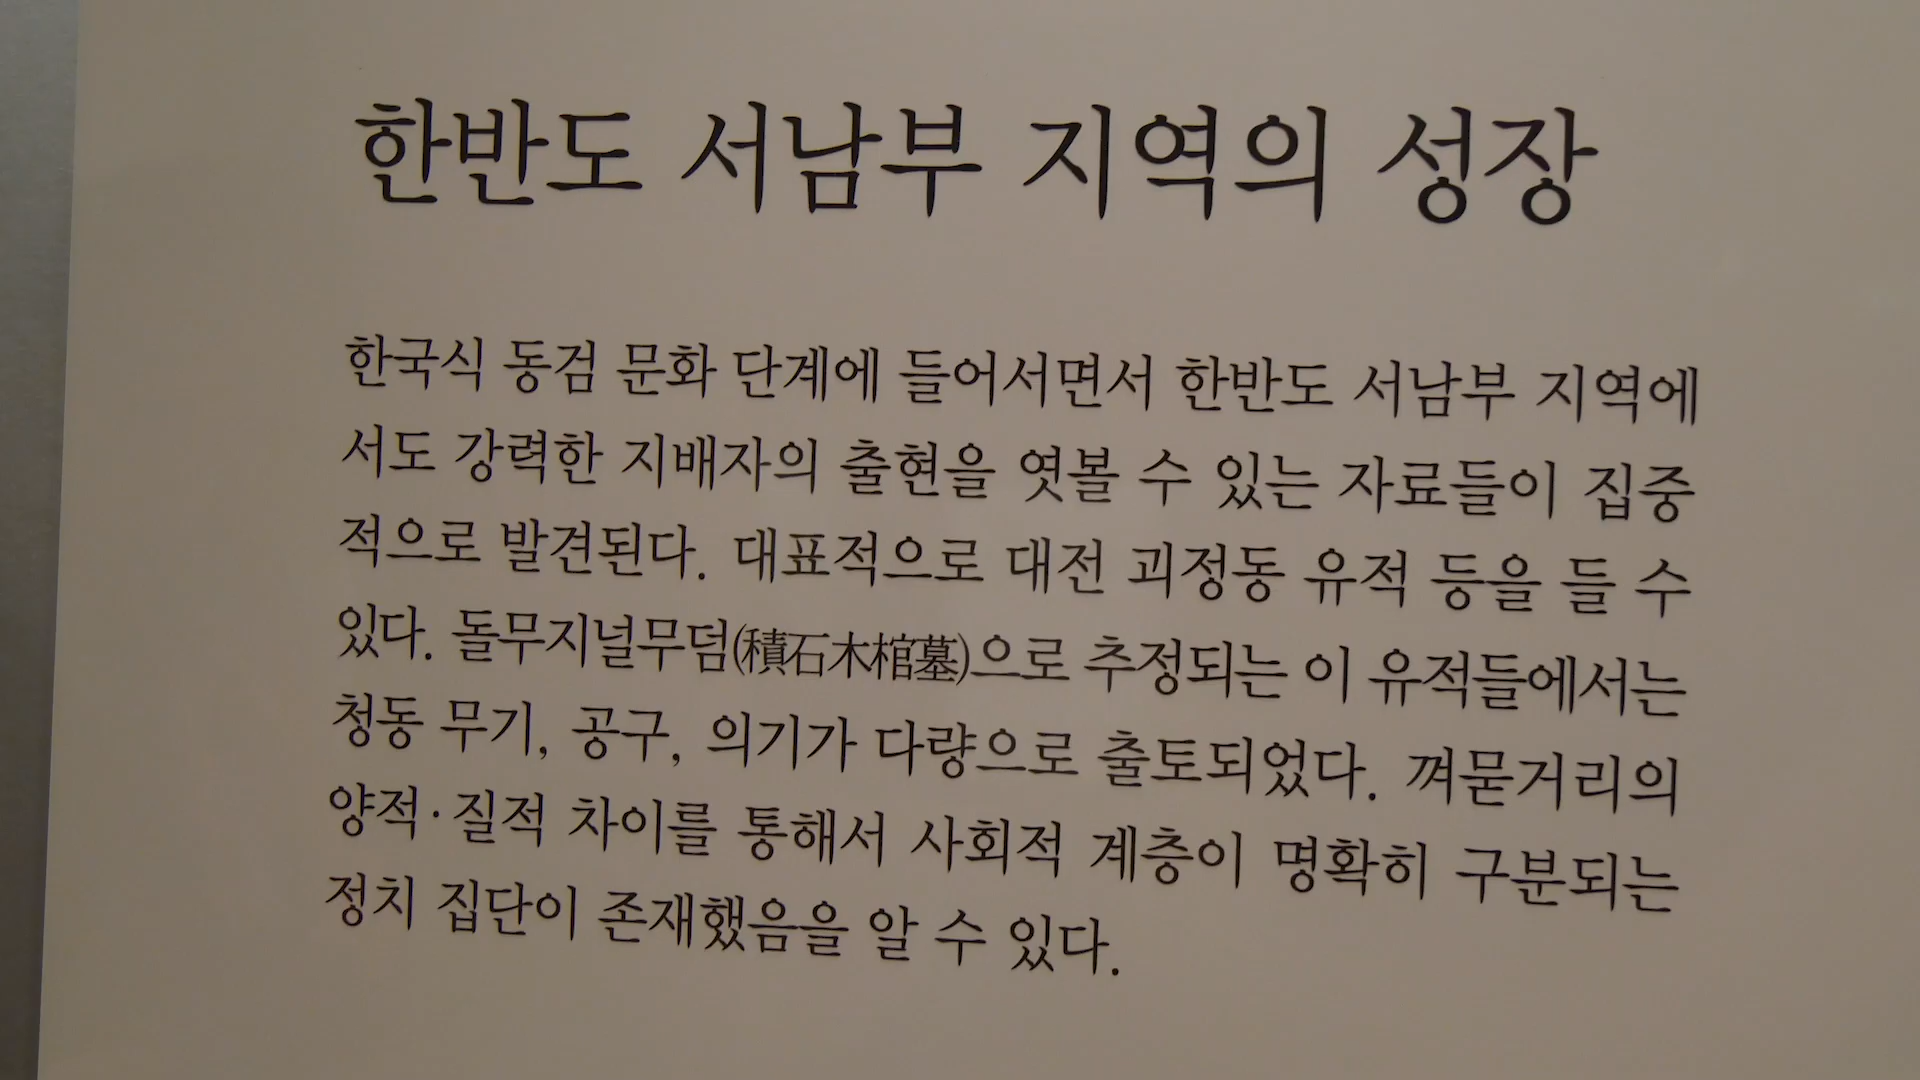 한반도 서남부 지역의 성장
한국식 동검 문화 단계에 들어서면서 한반도 서남부 지역에
서도 강력한 지배자의 출현을 엿볼 수 있는 자료들이 집중
적으로 발견된다. 대표적으로 대전 괴정동 유적 등을 들 수
있다. 돌무지널무덤(積石木棺墓)으로 추정되는 이 유적들에서는
청동 무기, 공구, 의기가 다량으로 출토되었다. 껴묻거리의
양적·질적 차이를 통해서 사회적 계층이 명확히 구분되는
정치 집단이 존재했음을 알 수 있다.